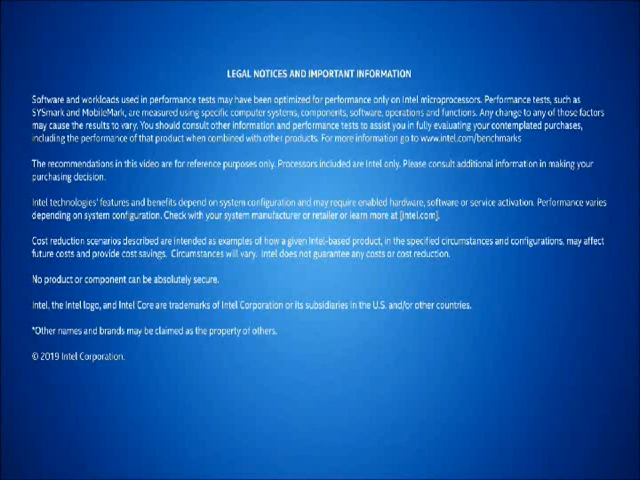 LEGAL NOTICES AND IMPORTANT INFORMATION
Software and workloads used in performance tests may have been optimized for performance only on Intel microprocessors. Performance tests, such as
SYSmark and MobileMark, are measured using specific computer systems, components, software, operations and functions. Any change to any of those factors
may cause the results to vary. You should consult other information and performance tests to assist you in fully evaluating your contemplated purchases,
including the performance of that product when combined with other products. For more information go to www.intel.com/benchmarks
The recommendations in this video are for reference purposes only. Processors included are Intel only. Please consult additional information in making your
purchasing decision.
Intel technologies' features and benefits depend on system configuration and may require enabled hardware, software or service activation. Performance varies
depending on system configuration. Check with your system manufacturer or retailer or learn more at [intel.com].
Cost reduction scenarios described are intended as examples of how a given Intel-based product, in the specified circumstances and configurations, may affect
future costs and provide cost savings. Circumstances will vary. Intel does not guarantee any costs or cost reduction.
No product or component can be absolutely secure.
Intel, the Intel logo, and Intel Core are trademarks of Intel Corporation or its subsidiaries in the U.S. and/or other countries.
*Other names and brands may be claimed as the property of others.
© 2019 Intel Corporation.